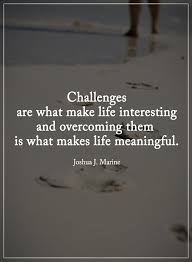 Challenges
are what make life interesting
and overcoming them
is what makes life meaningful.
Joshua J. Marine